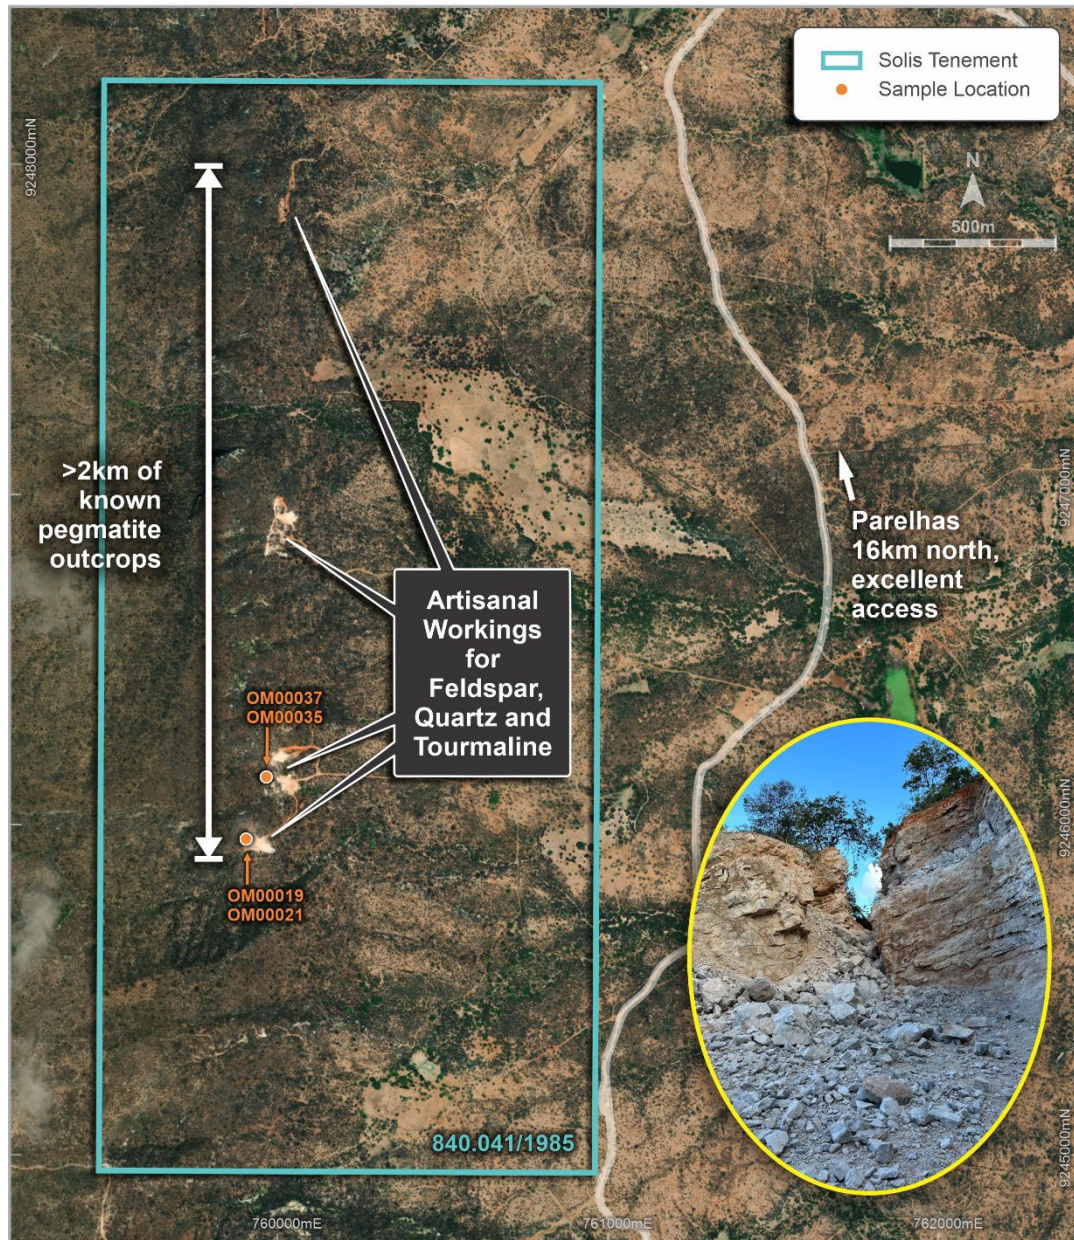 Solis Tenement
Sample Location
9248000mN
N
500m
>2km of
known
pegmatite
outcrops
9247000mN
Parelhas
16km north,
excellent
access
Artisanal
Workings
for
Feldspar,
Quartz and
Tourmaline
OM00037
OM00035
9246000mN
OM00019
OM00021
840.041/1985
9245000mN
760000mE
761000mE
762000mE